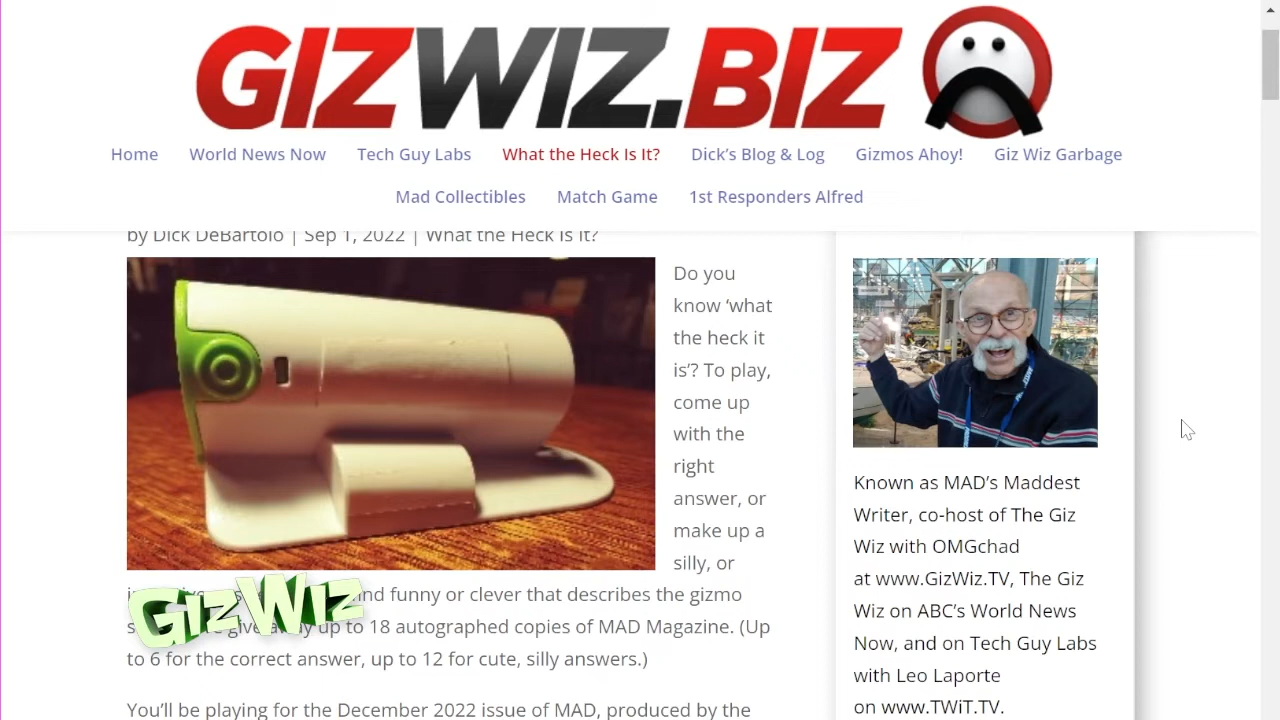 GIZWIZ.BIZ
Home World News Now Tech Guy Labs What the Heck Is It? Dick's Blog & Log Gizmos Ahoy! Giz Wiz Garbage
Mad Collectibles Match Game 1st Responders Alfred
by Dick DeBartolo | Sep 1, 2022 | What the Heck Is It?
Do you
know ‘what
the heck it
is’? To play,
come up
with the
right
answer, or
make up a
silly, or
and funny or clever that describes the gizmo
up to 18 autographed copies of MAD Magazine. (Up
to 6 for the correct answer, up to 12 for cute, silly answers.)
You’ll be playing for the December 2022 issue of MAD, produced by the
GIZ WIZ
Known as MAD’s Maddest
Writer, co-host of The Giz
Wiz with OMGchad
at www.GizWiz.TV, The Giz
Wiz on ABC’s World News
Now, and on Tech Guy Labs
with Leo Laporte
on www.TWiT.TV.